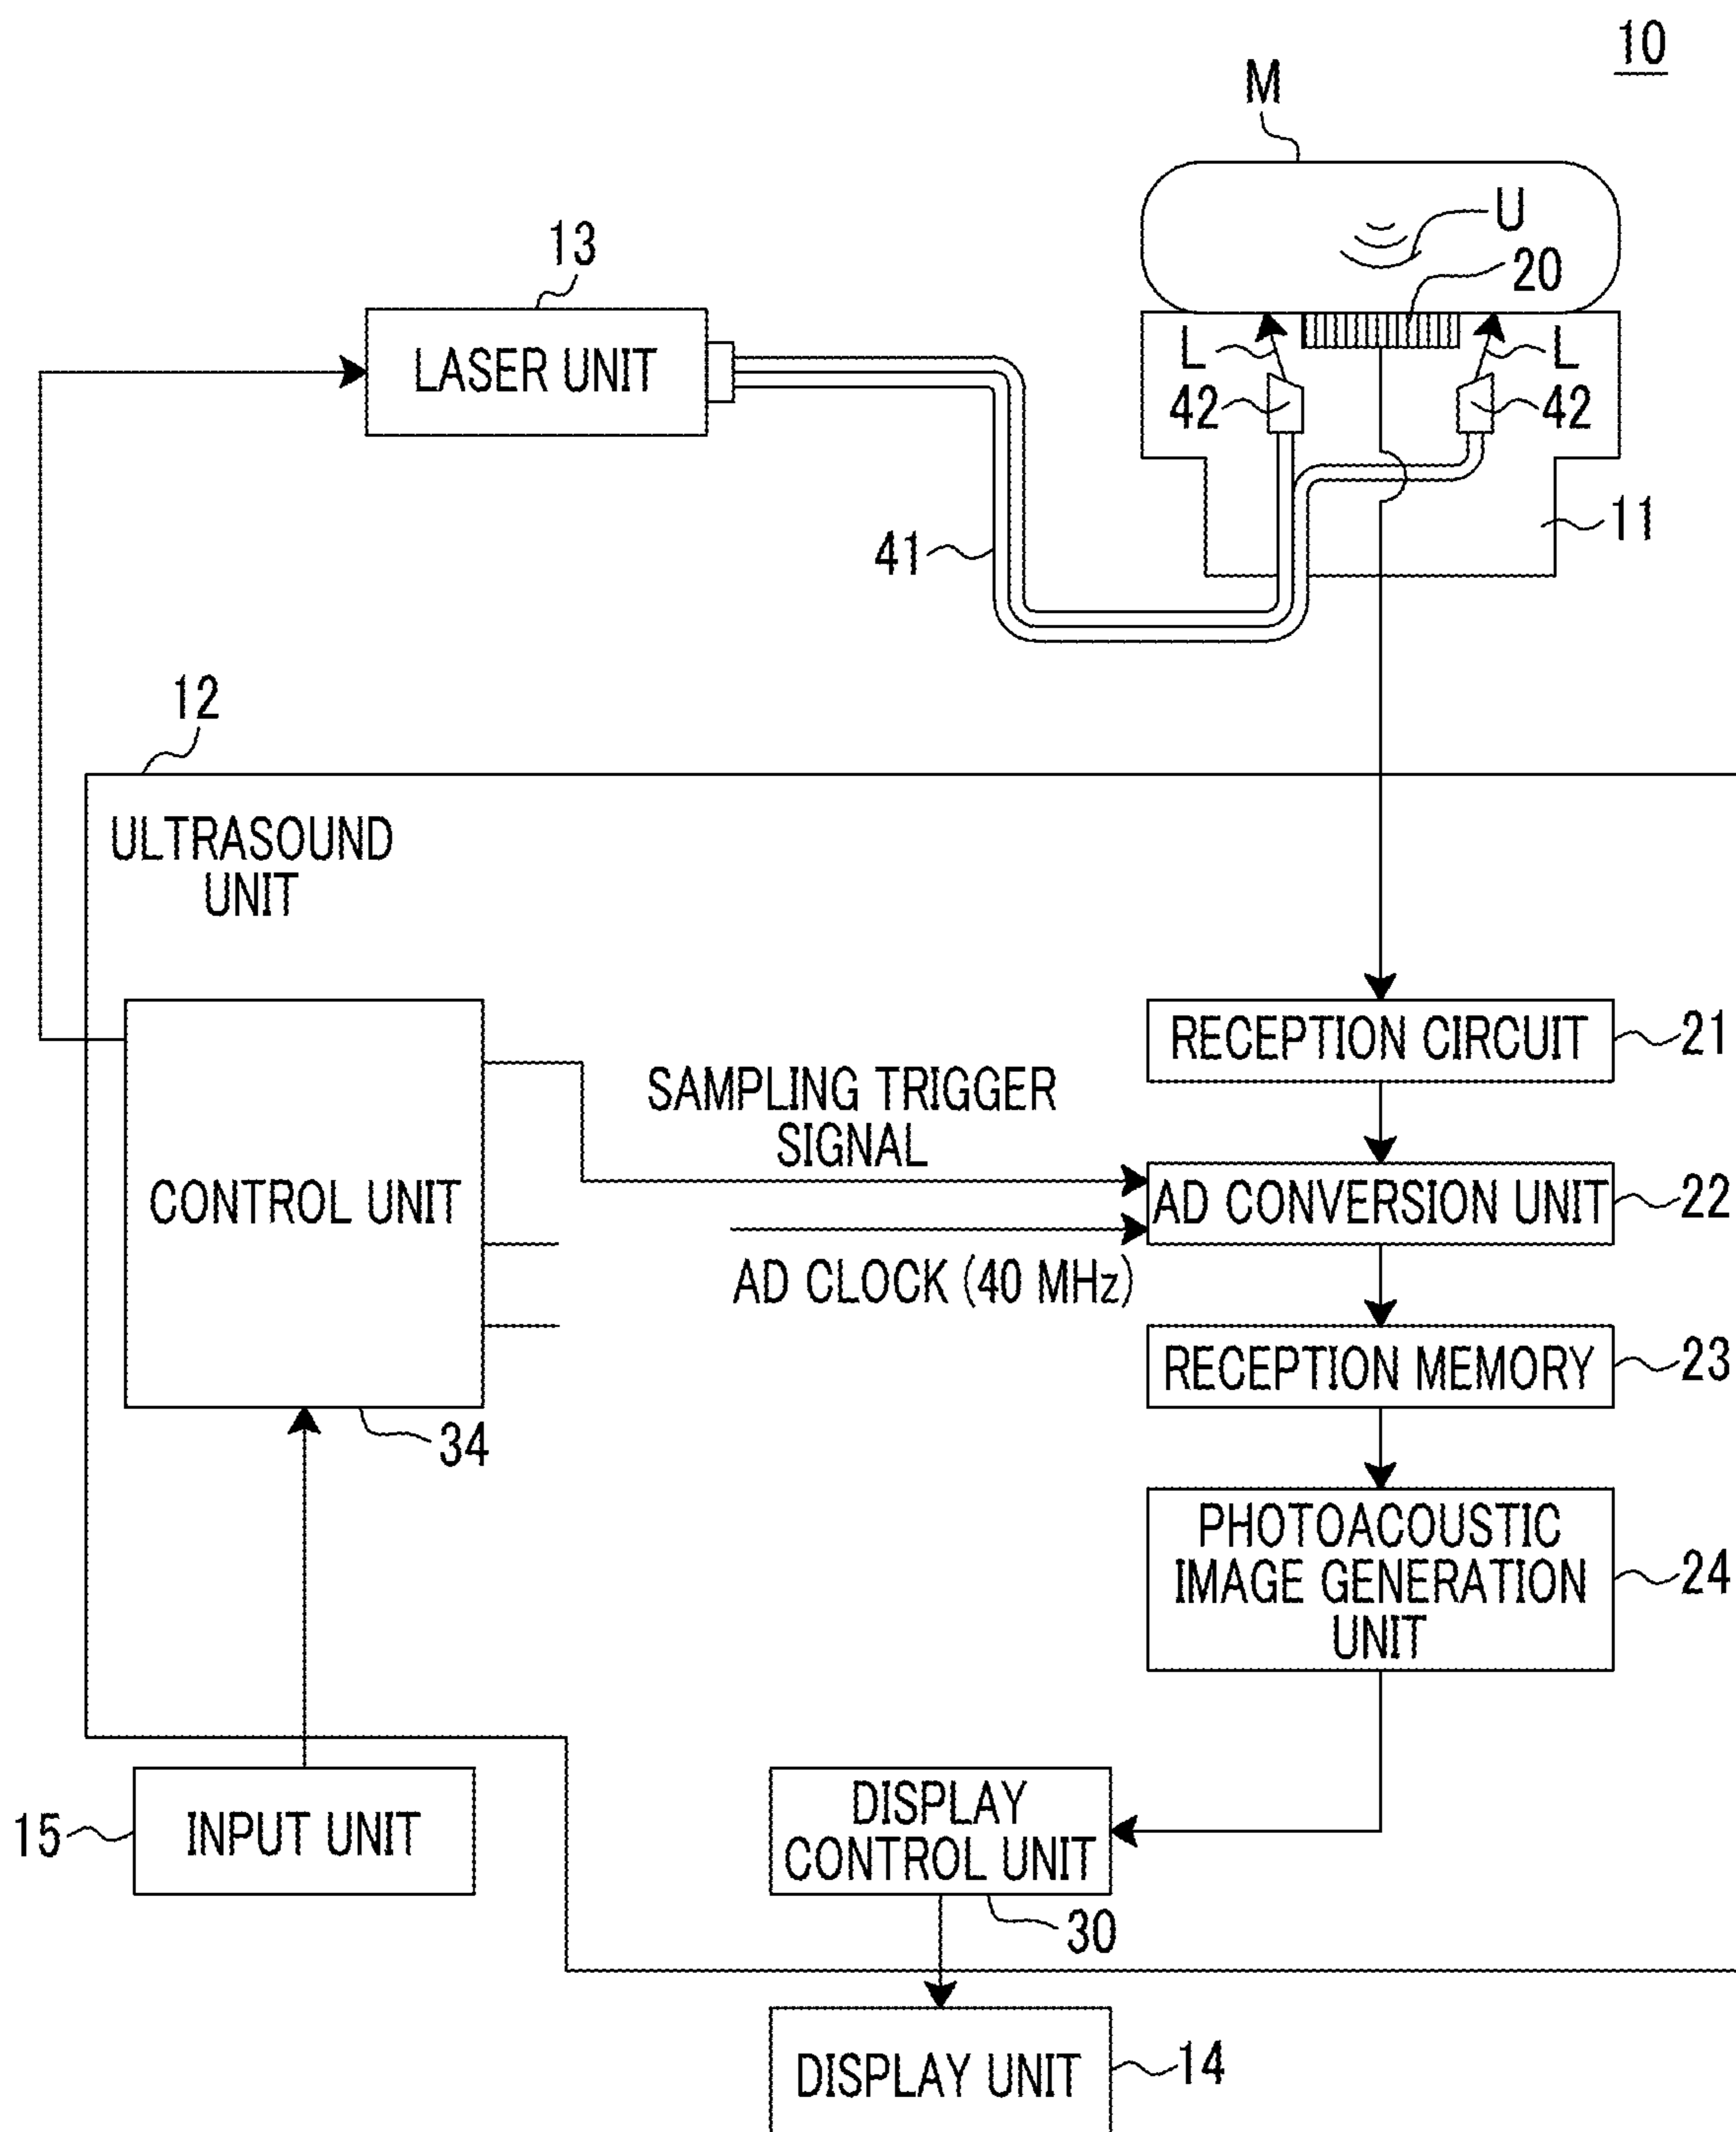 10
M
U
13
20
LASER UNIT
L
L
42
42
11
41
12
ULTRASOUND
UNIT
RECEPTION CIRCUIT
21
SAMPLING TRIGGER
SIGNAL
CONTROL UNIT
AD CONVERSION UNIT
22
AD CLOCK (40 MHz)
RECEPTION MEMORY
23
34
PHOTOACOUSTIC
IMAGE GENERATION
UNIT
24
DISPLAY
CONTROL UNIT
15
INPUT UNIT
30
DISPLAY UNIT
14